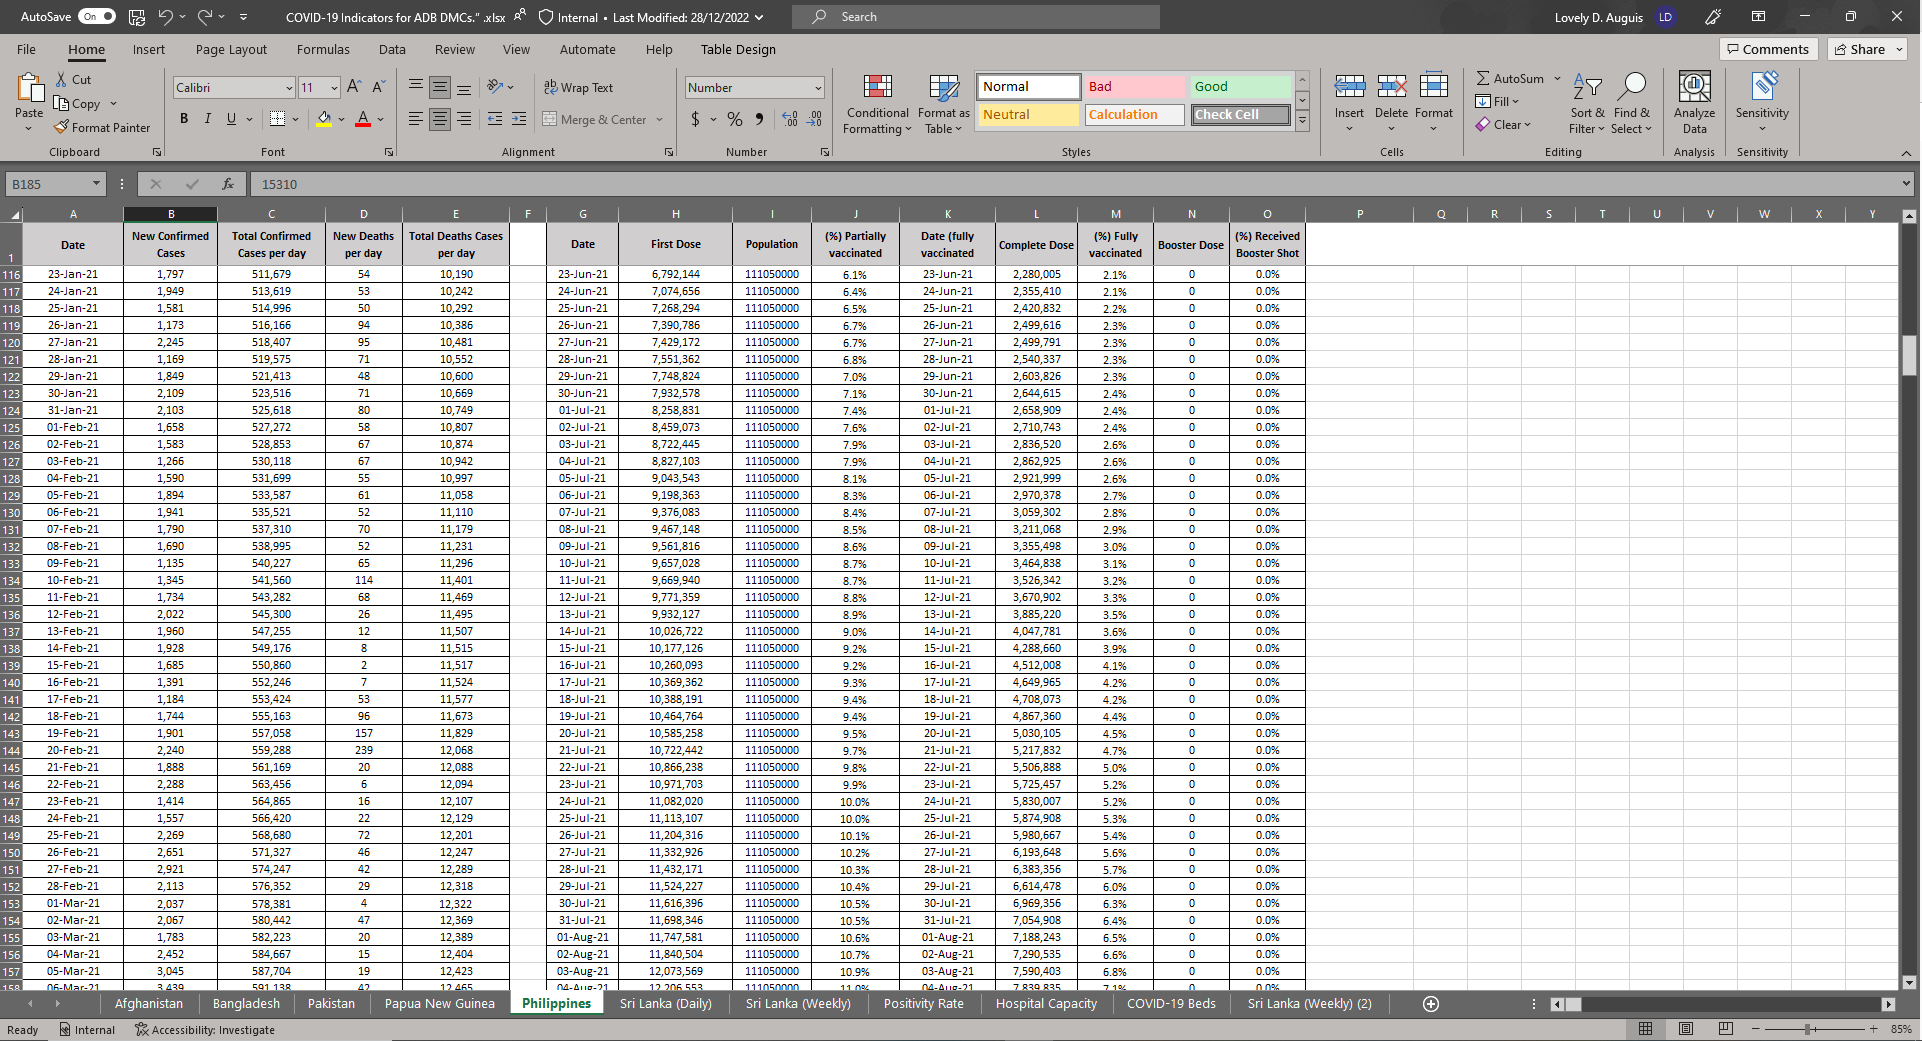 AutoSave On COVID-19 Indicators for ADB DMCs." .xlsx Internal • Last Modified: 28/12/2022 Search Lovely D. Auguis LD
File Home Insert Page Layout Formulas Data Review View Automate Help Table Design Comments Share
Paste Cut Copy Format Painter Clipboard
Calibri 11 B I U A Font
ab Wrap Text Merge & Center Alignment
Number $ % Number
Conditional Formatting Format as Table Normal Bad Good Neutral Calculation Check Cell Styles
Insert Delete Format Cells
AutoSum Fill Clear Sort & Filter Find & Select Editing
Analyze Data Analysis Sensitivity Sensitivity
B185 fx 15310
A B C D E F G H I J K L M N O P Q R S T U V W X Y
1 Date New Confirmed Cases Total Confirmed Cases per day New Deaths per day Total Deaths Cases per day Date First Dose Population (%) Partially vaccinated Date (fully vaccinated Complete Dose (%) Fully vaccinated Booster Dose (%) Received Booster Shot
116 23-Jan-21 1,797 511,679 54 10,190 23-Jun-21 6,792,144 111050000 6.1% 23-Jun-21 2,280,005 2.1% 0 0.0%
117 24-Jan-21 1,949 513,619 53 10,242 24-Jun-21 7,074,656 111050000 6.4% 24-Jun-21 2,355,410 2.1% 0 0.0%
118 25-Jan-21 1,581 514,996 50 10,292 25-Jun-21 7,268,294 111050000 6.5% 25-Jun-21 2,420,832 2.2% 0 0.0%
119 26-Jan-21 1,173 516,166 94 10,386 26-Jun-21 7,390,786 111050000 6.7% 26-Jun-21 2,499,616 2.3% 0 0.0%
120 27-Jan-21 2,245 518,407 95 10,481 27-Jun-21 7,429,172 111050000 6.7% 27-Jun-21 2,499,791 2.3% 0 0.0%
121 28-Jan-21 1,169 519,575 71 10,552 28-Jun-21 7,551,362 111050000 6.8% 28-Jun-21 2,540,337 2.3% 0 0.0%
122 29-Jan-21 1,849 521,413 48 10,600 29-Jun-21 7,748,824 111050000 7.0% 29-Jun-21 2,603,826 2.3% 0 0.0%
123 30-Jan-21 2,109 523,516 71 10,669 30-Jun-21 7,932,578 111050000 7.1% 30-Jun-21 2,644,615 2.4% 0 0.0%
124 31-Jan-21 2,103 525,618 80 10,749 01-Jul-21 8,258,831 111050000 7.4% 01-Jul-21 2,658,909 2.4% 0 0.0%
125 01-Feb-21 1,658 527,272 58 10,807 02-Jul-21 8,459,073 111050000 7.6% 02-Jul-21 2,710,743 2.4% 0 0.0%
126 02-Feb-21 1,583 528,853 67 10,874 03-Jul-21 8,722,445 111050000 7.9% 03-Jul-21 2,836,520 2.6% 0 0.0%
127 03-Feb-21 1,266 530,118 67 10,942 04-Jul-21 8,827,103 111050000 7.9% 04-Jul-21 2,862,925 2.6% 0 0.0%
128 04-Feb-21 1,590 531,699 55 10,997 05-Jul-21 9,043,543 111050000 8.1% 05-Jul-21 2,921,999 2.6% 0 0.0%
129 05-Feb-21 1,894 533,587 61 11,058 06-Jul-21 9,198,363 111050000 8.3% 06-Jul-21 2,970,378 2.7% 0 0.0%
130 06-Feb-21 1,941 535,521 52 11,110 07-Jul-21 9,376,083 111050000 8.4% 07-Jul-21 3,059,302 2.8% 0 0.0%
131 07-Feb-21 1,790 537,310 70 11,179 08-Jul-21 9,467,148 111050000 8.5% 08-Jul-21 3,211,068 2.9% 0 0.0%
132 08-Feb-21 1,690 538,995 52 11,231 09-Jul-21 9,561,816 111050000 8.6% 09-Jul-21 3,355,498 3.0% 0 0.0%
133 09-Feb-21 1,135 540,227 65 11,296 10-Jul-21 9,657,028 111050000 8.7% 10-Jul-21 3,464,838 3.1% 0 0.0%
134 10-Feb-21 1,345 541,560 114 11,401 11-Jul-21 9,669,940 111050000 8.7% 11-Jul-21 3,526,342 3.2% 0 0.0%
135 11-Feb-21 1,734 543,282 68 11,469 12-Jul-21 9,771,359 111050000 8.8% 12-Jul-21 3,670,902 3.3% 0 0.0%
136 12-Feb-21 2,022 545,300 26 11,495 13-Jul-21 9,932,127 111050000 8.9% 13-Jul-21 3,885,220 3.5% 0 0.0%
137 13-Feb-21 1,960 547,255 12 11,507 14-Jul-21 10,026,722 111050000 9.0% 14-Jul-21 4,047,781 3.6% 0 0.0%
138 14-Feb-21 1,928 549,176 8 11,515 15-Jul-21 10,177,126 111050000 9.2% 15-Jul-21 4,288,660 3.9% 0 0.0%
139 15-Feb-21 1,685 550,860 2 11,517 16-Jul-21 10,260,093 111050000 9.2% 16-Jul-21 4,512,008 4.1% 0 0.0%
140 16-Feb-21 1,391 552,246 7 11,524 17-Jul-21 10,369,362 111050000 9.3% 17-Jul-21 4,649,965 4.2% 0 0.0%
141 17-Feb-21 1,184 553,424 53 11,577 18-Jul-21 10,388,191 111050000 9.4% 18-Jul-21 4,708,073 4.2% 0 0.0%
142 18-Feb-21 1,744 555,163 96 11,673 19-Jul-21 10,464,764 111050000 9.4% 19-Jul-21 4,867,360 4.4% 0 0.0%
143 19-Feb-21 1,901 557,058 157 11,829 20-Jul-21 10,585,258 111050000 9.5% 20-Jul-21 5,030,105 4.5% 0 0.0%
144 20-Feb-21 2,240 559,288 239 12,068 21-Jul-21 10,722,442 111050000 9.7% 21-Jul-21 5,217,832 4.7% 0 0.0%
145 21-Feb-21 1,888 561,169 20 12,088 22-Jul-21 10,866,238 111050000 9.8% 22-Jul-21 5,506,888 5.0% 0 0.0%
146 22-Feb-21 2,288 563,456 6 12,094 23-Jul-21 10,971,703 111050000 9.9% 23-Jul-21 5,725,457 5.2% 0 0.0%
147 23-Feb-21 1,414 564,865 16 12,107 24-Jul-21 11,082,020 111050000 10.0% 24-Jul-21 5,830,007 5.2% 0 0.0%
148 24-Feb-21 1,557 566,420 22 12,129 25-Jul-21 11,113,107 111050000 10.0% 25-Jul-21 5,874,908 5.3% 0 0.0%
149 25-Feb-21 2,269 568,680 72 12,201 26-Jul-21 11,204,316 111050000 10.1% 26-Jul-21 5,980,667 5.4% 0 0.0%
150 26-Feb-21 2,651 571,327 46 12,247 27-Jul-21 11,332,926 111050000 10.2% 27-Jul-21 6,193,648 5.6% 0 0.0%
151 27-Feb-21 2,921 574,247 42 12,289 28-Jul-21 11,432,171 111050000 10.3% 28-Jul-21 6,383,356 5.7% 0 0.0%
152 28-Feb-21 2,113 576,352 29 12,318 29-Jul-21 11,524,227 111050000 10.4% 29-Jul-21 6,614,478 6.0% 0 0.0%
153 01-Mar-21 2,037 578,381 4 12,322 30-Jul-21 11,616,396 111050000 10.5% 30-Jul-21 6,969,356 6.3% 0 0.0%
154 02-Mar-21 2,067 580,442 47 12,369 31-Jul-21 11,698,346 111050000 10.5% 31-Jul-21 7,054,908 6.4% 0 0.0%
155 03-Mar-21 1,783 582,223 20 12,389 01-Aug-21 11,747,581 111050000 10.6% 01-Aug-21 7,188,243 6.5% 0 0.0%
156 04-Mar-21 2,452 584,667 15 12,404 02-Aug-21 11,840,504 111050000 10.7% 02-Aug-21 7,290,535 6.6% 0 0.0%
157 05-Mar-21 3,045 587,704 19 12,423 03-Aug-21 12,073,569 111050000 10.9% 03-Aug-21 7,590,403 6.8% 0 0.0%
158 06-Mar-21 3,439 591,138 42 12,465 04-Aug-21 12,206,553 111050000 11.0% 04-Aug-21 7,839,835 7.1% 0 0.0%
Afghanistan Bangladesh Pakistan Papua New Guinea Philippines Sri Lanka (Daily) Sri Lanka (Weekly) Positivity Rate Hospital Capacity COVID-19 Beds Sri Lanka (Weekly) (2)
Ready Internal Accessibility: Investigate 85%